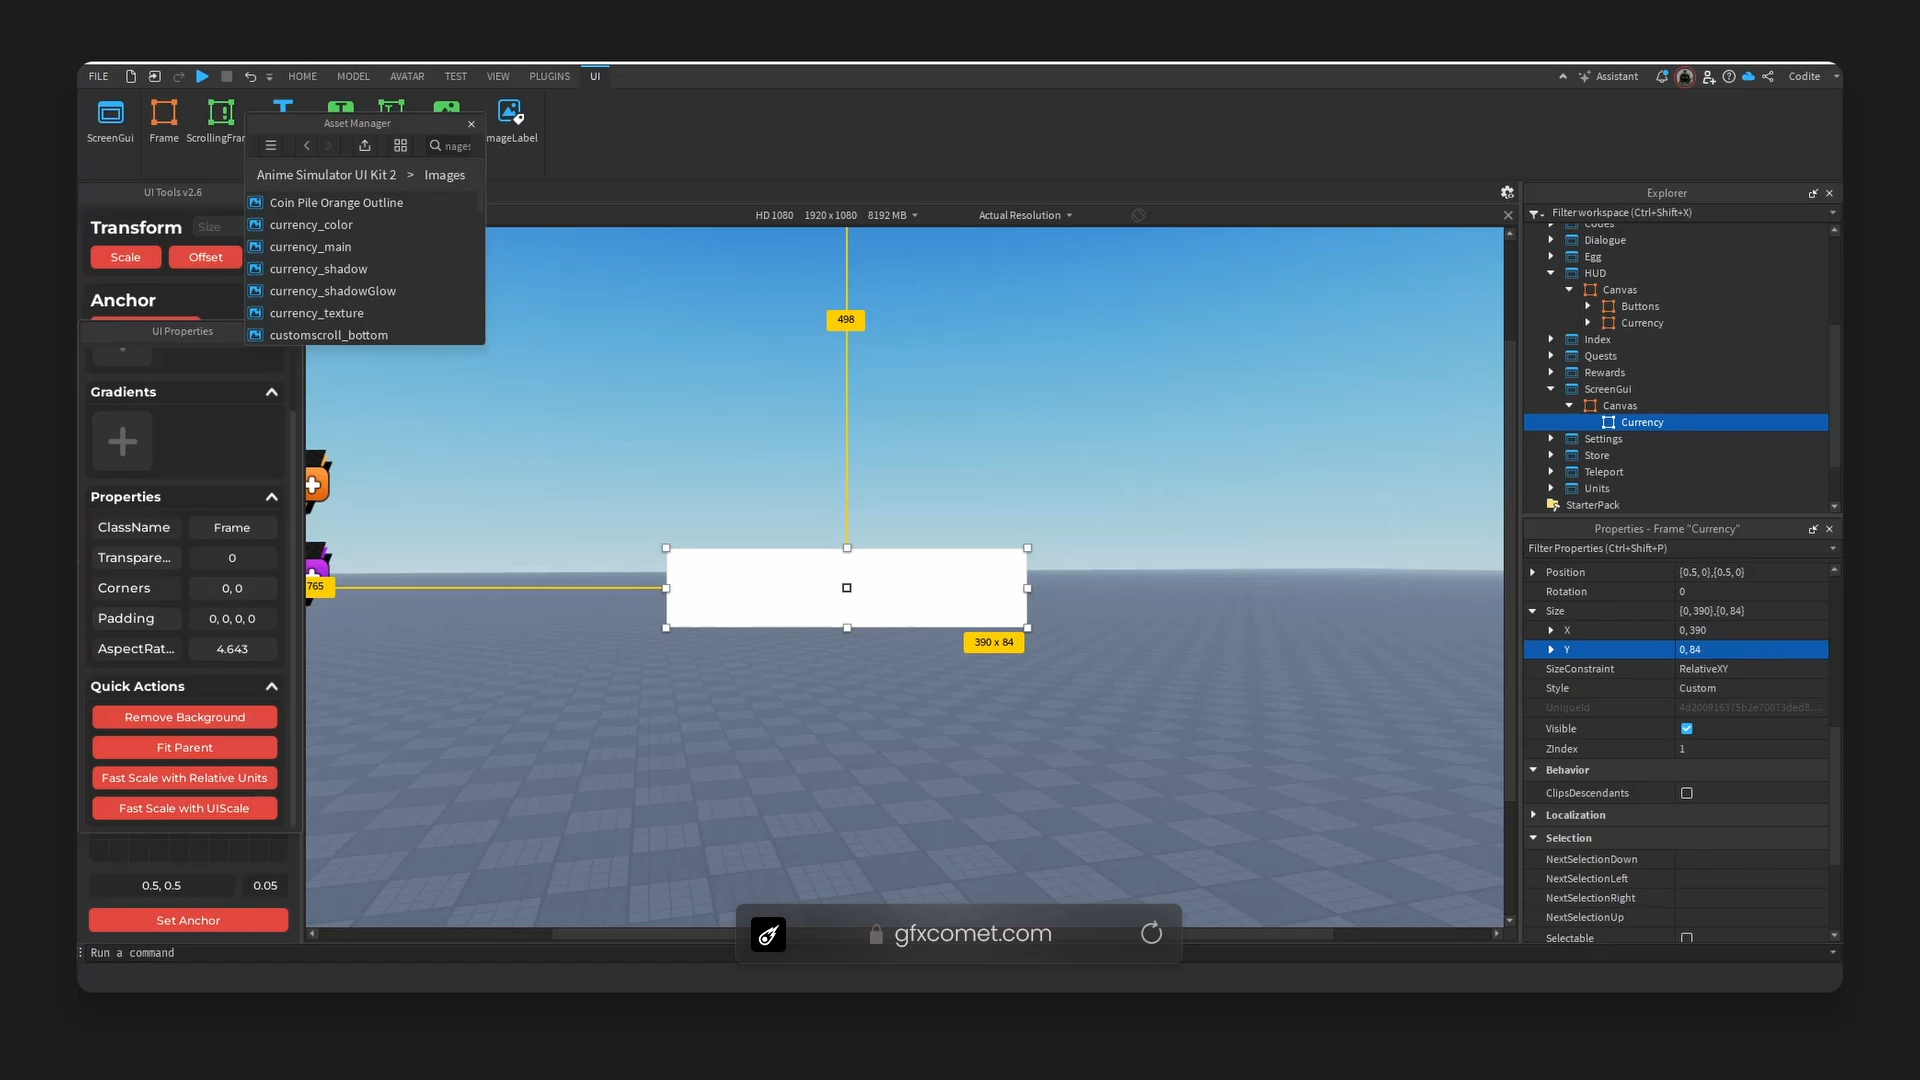 FILE HOME MODEL AVATAR TEST VIEW PLUGINS UI Assistant Codite
ScreenGui Frame ScrollingFrar mageLabel
Asset Manager
nages
Anime Simulator UI Kit 2 > Images
Coin Pile Orange Outline
currency_color
currency_main
currency_shadow
currency_shadowGlow
currency_texture
customscroll_bottom
UI Tools v2.6
Transform Size
Scale Offset
Anchor
UI Properties
Gradients
Properties
ClassName Frame
Transpare... 0
Corners 0, 0
Padding 0, 0, 0, 0
AspectRat... 4.643
Quick Actions
Remove Background
Fit Parent
Fast Scale with Relative Units
Fast Scale with UIScale
0.5, 0.5 0.05
Set Anchor
Run a command
HD 1080 1920 x 1080 8192 MB Actual Resolution
498
765
390 x 84
gfxcomet.com
Explorer
Filter workspace (Ctrl+Shift+X)
Codes
Dialogue
Egg
HUD
Canvas
Buttons
Currency
Index
Quests
Rewards
ScreenGui
Canvas
Currency
Settings
Store
Teleport
Units
StarterPack
Properties - Frame "Currency"
Filter Properties (Ctrl+Shift+P)
Position {0.5, 0},{0.5, 0}
Rotation 0
Size {0, 390},{0, 84}
X 0, 390
Y 0, 84
SizeConstraint RelativeXY
Style Custom
UniqueId 4d200916375b2e70073ded8...
Visible
ZIndex 1
Behavior
ClipsDescendants
Localization
Selection
NextSelectionDown
NextSelectionLeft
NextSelectionRight
NextSelectionUp
Selectable